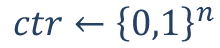 ctr ← {0,1}ⁿ